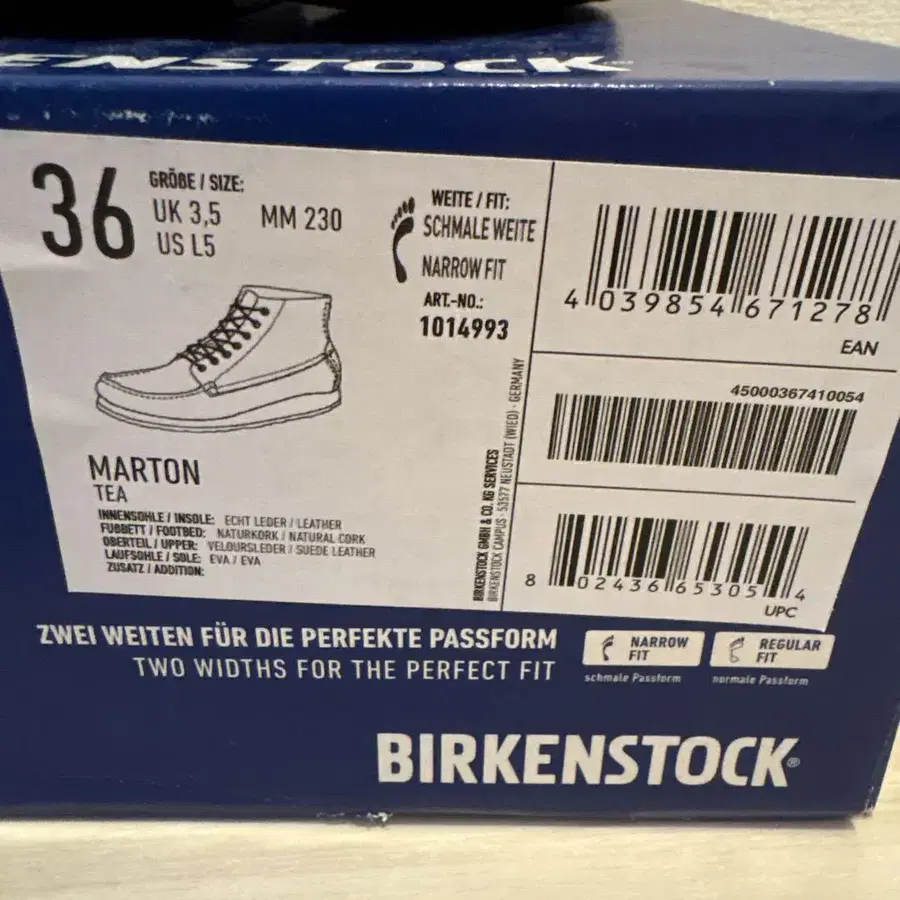 ENSTOCK
36
GRÖßE / SIZE:
UK 3,5
US L5
MM 230
WEITE / FIT:
SCHMALE WEITE
NARROW FIT
ART.-NO.:
1014993
MARTON
TEA
INNENSOHLE / INSOLE: ECHT LEDER / LEATHER
FUßBETT / FOOTBED: NATURKORK / NATURAL CORK
OBERTEIL / UPPER: VELOURSLEDER / SUEDE LEATHER
LAUFSOHLE / SOLE: EVA / EVA
ZUSATZ / ADDITION:
BIRKENSTOCK GMBH & CO. KG SERVICES
BIRKENSTOCK CAMPUS · 53577 NEUSTADT (WIED) · GERMANY
4 039854 671278
EAN
45000367410054
8 02436 65305 4
UPC
ZWEI WEITEN FÜR DIE PERFEKTE PASSFORM
TWO WIDTHS FOR THE PERFECT FIT
NARROW
FIT
schmale Passform
REGULAR
FIT
normale Passform
BIRKENSTOCK®